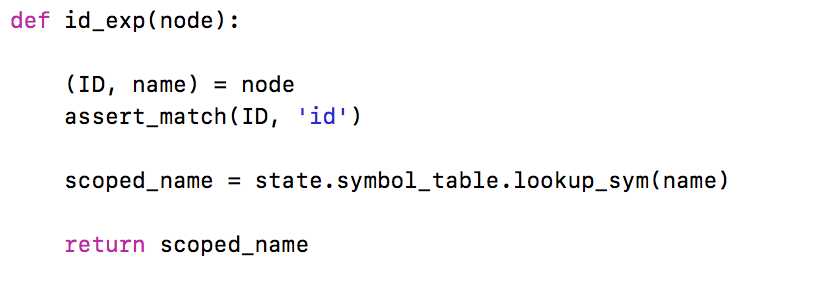 def id_exp(node):
    (ID, name) = node
    assert_match(ID, 'id')
    scoped_name = state.symbol_table.lookup_sym(name)
    return scoped_name